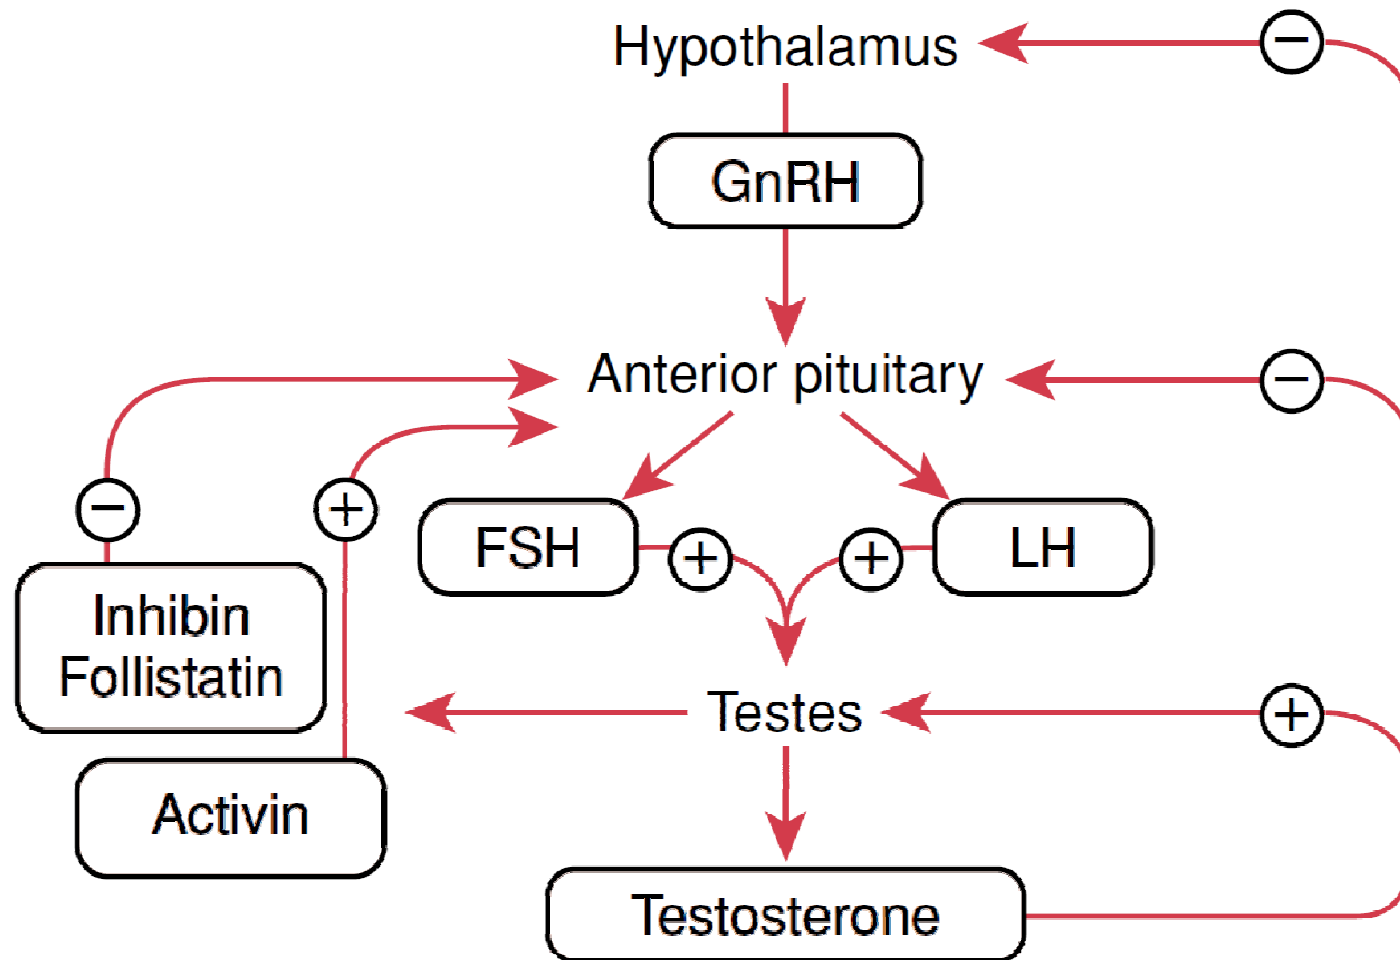 Hypothalamus
−
GnRH
Anterior pituitary
−
−
+
FSH
+
+
LH
Inhibin
Follistatin
Testes
+
Activin
Testosterone